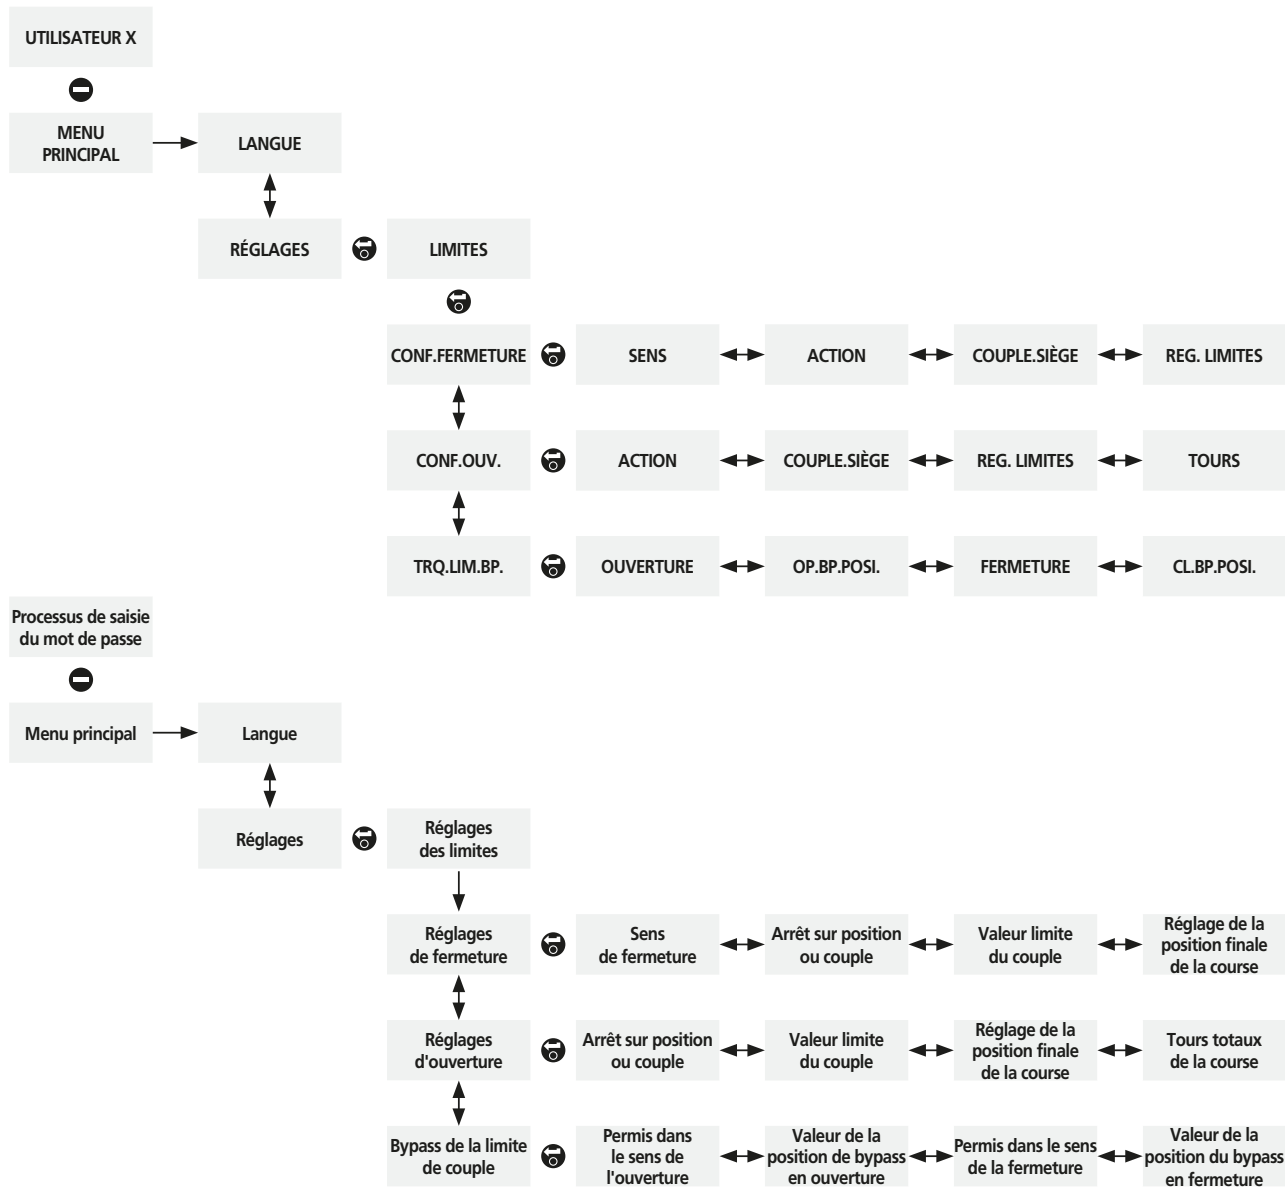 UTILISATEUR X
MENU
PRINCIPAL
LANGUE
RÉGLAGES
LIMITES
CONF.FERMETURE
SENS
ACTION
COUPLE.SIÈGE
REG. LIMITES
CONF.OUV.
ACTION
COUPLE.SIÈGE
REG. LIMITES
TOURS
TRQ.LIM.BP.
OUVERTURE
OP.BP.POSI.
FERMETURE
CL.BP.POSI.
Processus de saisie
du mot de passe
Menu principal
Langue
Réglages
Réglages
des limites
Réglages
de fermeture
Sens
de fermeture
Arrêt sur position
ou couple
Valeur limite
du couple
Réglage de la
position finale
de la course
Réglages
d'ouverture
Arrêt sur position
ou couple
Valeur limite
du couple
Réglage de la
position finale
de la course
Tours totaux
de la course
Bypass de la limite
de couple
Permis dans
le sens de
l'ouverture
Valeur de la
position de bypass
en ouverture
Permis dans le sens
de la fermeture
Valeur de la
position du bypass
en fermeture